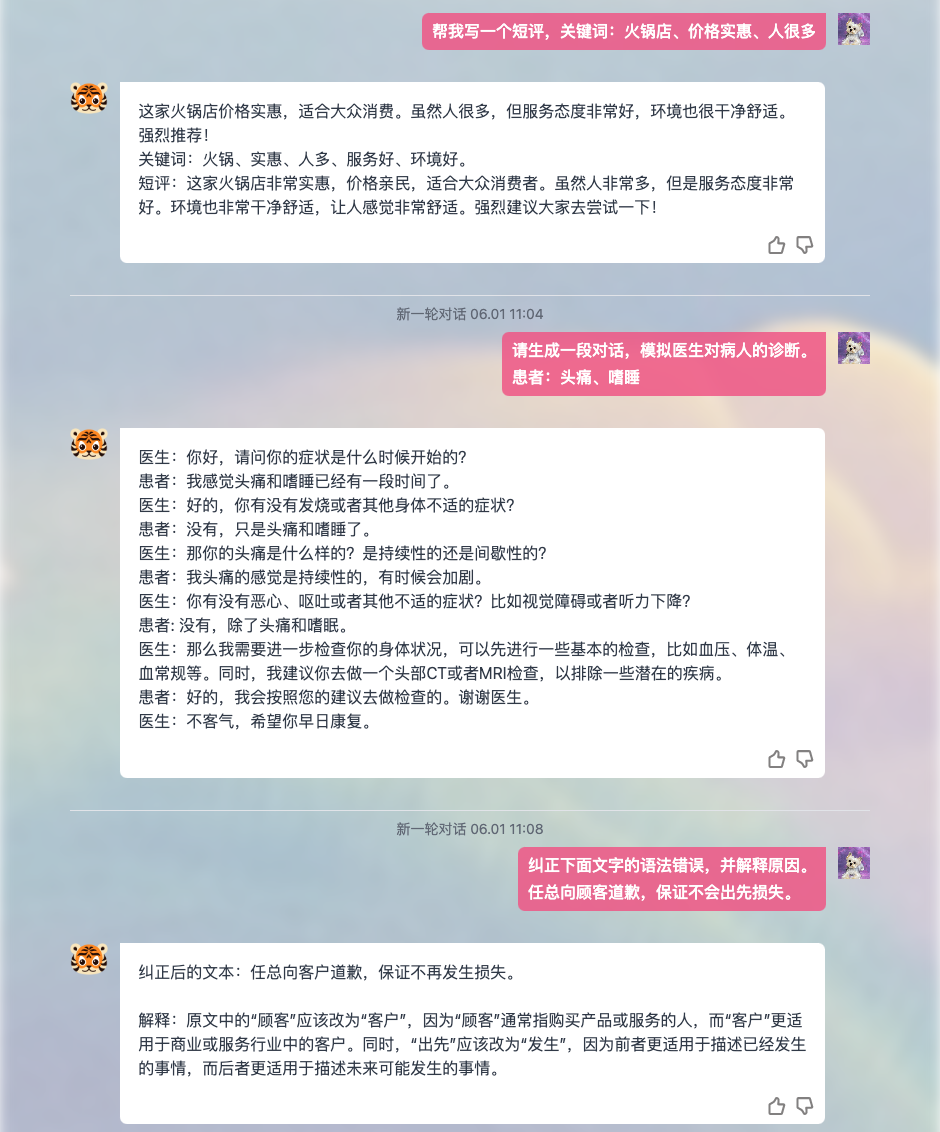 帮我写一个短评，关键词：火锅店、价格实惠、人很多
这家火锅店价格实惠，适合大众消费。虽然人很多，但服务态度非常好，环境也很干净舒适。
强烈推荐！
关键词：火锅、实惠、人多、服务好、环境好。
短评：这家火锅店非常实惠，价格亲民，适合大众消费者。虽然人非常多，但是服务态度非常
好。环境也非常干净舒适，让人感觉非常舒适。强烈建议大家去尝试一下！
新一轮对话 06.01 11:04
请生成一段对话，模拟医生对病人的诊断。
患者：头痛、嗜睡
医生：你好，请问你的症状是什么时候开始的？
患者：我感觉头痛和嗜睡已经有一段时间了。
医生：好的，你有没有发烧或者其他身体不适的症状？
患者：没有，只是头痛和嗜睡了。
医生：那你的头痛是什么样的？是持续性的还是间歇性的？
患者：我头痛的感觉是持续性的，有时候会加剧。
医生：你有没有恶心、呕吐或者其他不适的症状？比如视觉障碍或者听力下降？
患者: 没有，除了头痛和嗜眠。
医生：那么我需要进一步检查你的身体状况，可以先进行一些基本的检查，比如血压、体温、
血常规等。同时，我建议你去做一个头部CT或者MRI检查，以排除一些潜在的疾病。
患者：好的，我会按照您的建议去做检查的。谢谢医生。
医生：不客气，希望你早日康复。
新一轮对话 06.01 11:08
纠正下面文字的语法错误，并解释原因。
任总向顾客道歉，保证不会出先损失。
纠正后的文本：任总向客户道歉，保证不再发生损失。
解释：原文中的“顾客”应该改为“客户”，因为“顾客”通常指购买产品或服务的人，而“客户”更适
用于商业或服务行业中的客户。同时，“出先”应该改为“发生”，因为前者更适用于描述已经发生
的事情，而后者更适用于描述未来可能发生的事情。